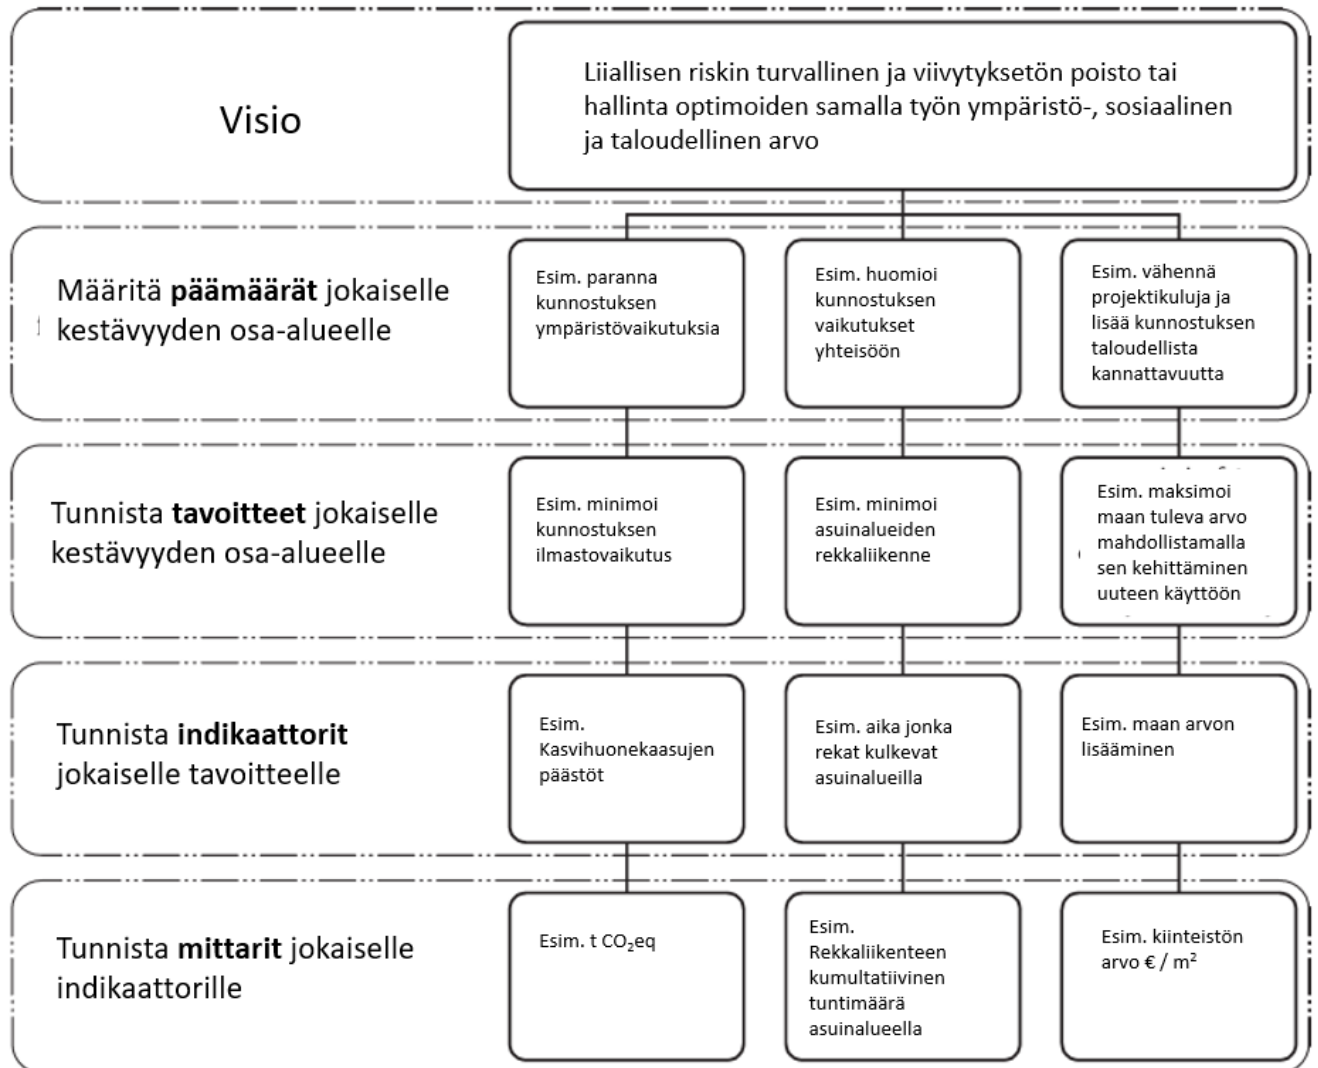 Visio
Liiallisen riskin turvallinen ja viivytyksetön poisto tai
hallinta optimoiden samalla työn ympäristö-, sosiaalinen
ja taloudellinen arvo
Määritä päämäärät jokaiselle
kestävyyden osa-alueelle
Esim. paranna
kunnostuksen
ympäristövaikutuksia
Esim. huomioi
kunnostuksen
vaikutukset
yhteisöön
Esim. vähennä
projektikuluja ja
lisää kunnostuksen
taloudellista
kannattavuutta
Tunnista tavoitteet jokaiselle
kestävyyden osa-alueelle
Esim. minimoi
kunnostuksen
ilmastovaikutus
Esim. minimoi
asuinalueiden
rekkaliikenne
Esim. maksimoi
maan tuleva arvo
mahdollistamalla
sen kehittäminen
uuteen käyttöön
Tunnista indikaattorit
jokaiselle tavoitteelle
Esim.
Kasvihuonekaasujen
päästöt
Esim. aika jonka
rekat kulkevat
asuinalueilla
Esim. maan arvon
lisääminen
Tunnista mittarit jokaiselle
indikaattorille
Esim. t CO₂eq
Esim.
Rekkaliikenteen
kumultatiivinen
tuntimäärä
asuinalueella
Esim. kiinteistön
arvo € / m²